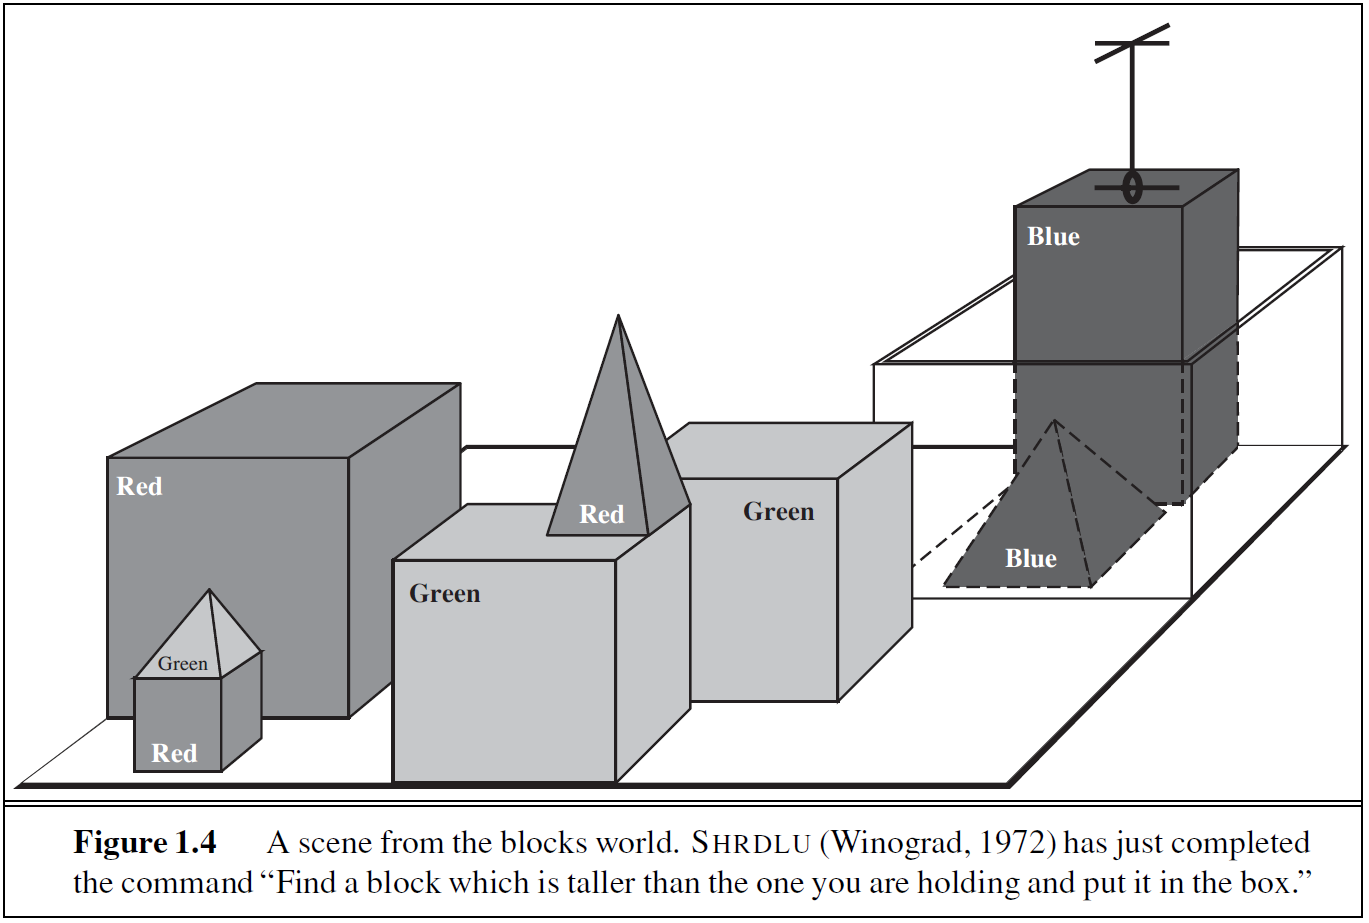 Blue
Red
Red
Green
Green
Blue
Green
Red
Figure 1.4 A scene from the blocks world. SHRDLU (Winograd, 1972) has just completed
the command “Find a block which is taller than the one you are holding and put it in the box.”